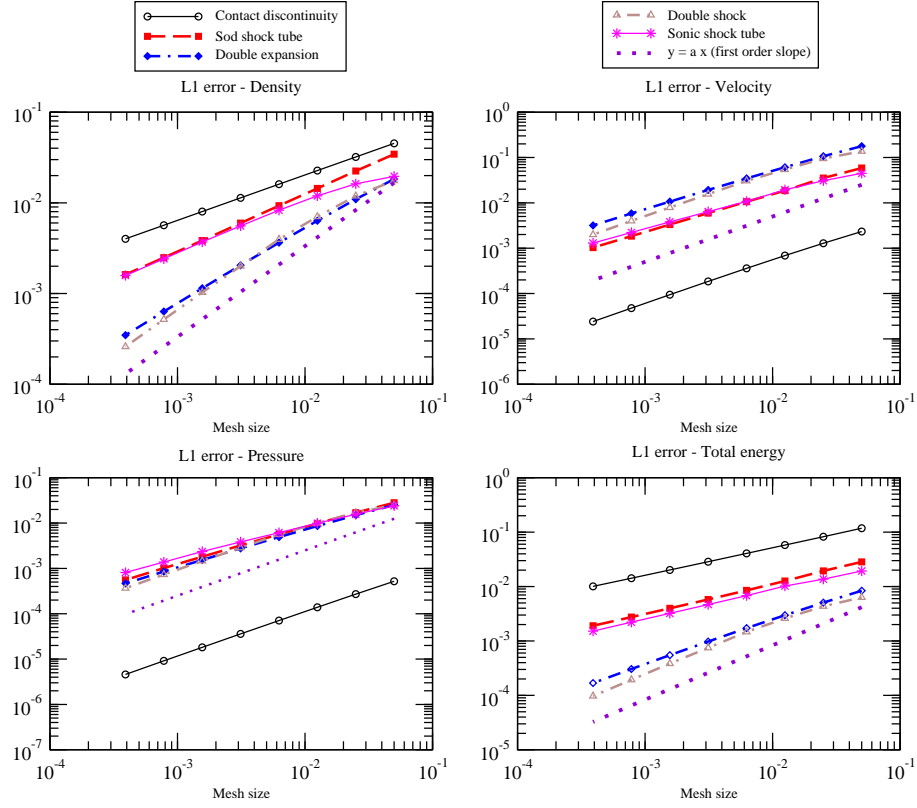 Contact discontinuity
Sod shock tube
Double expansion
Double shock
Sonic shock tube
y = a x (first order slope)
L1 error - Density
10^-1
10^-2
10^-3
10^-4
10^-4 10^-3 10^-2 10^-1
Mesh size
L1 error - Velocity
10^0
10^-1
10^-2
10^-3
10^-4
10^-5
10^-6
10^-4 10^-3 10^-2 10^-1
Mesh size
L1 error - Pressure
10^-1
10^-2
10^-3
10^-4
10^-5
10^-6
10^-7
10^-4 10^-3 10^-2 10^-1
Mesh size
L1 error - Total energy
10^0
10^-1
10^-2
10^-3
10^-4
10^-5
10^-4 10^-3 10^-2 10^-1
Mesh size